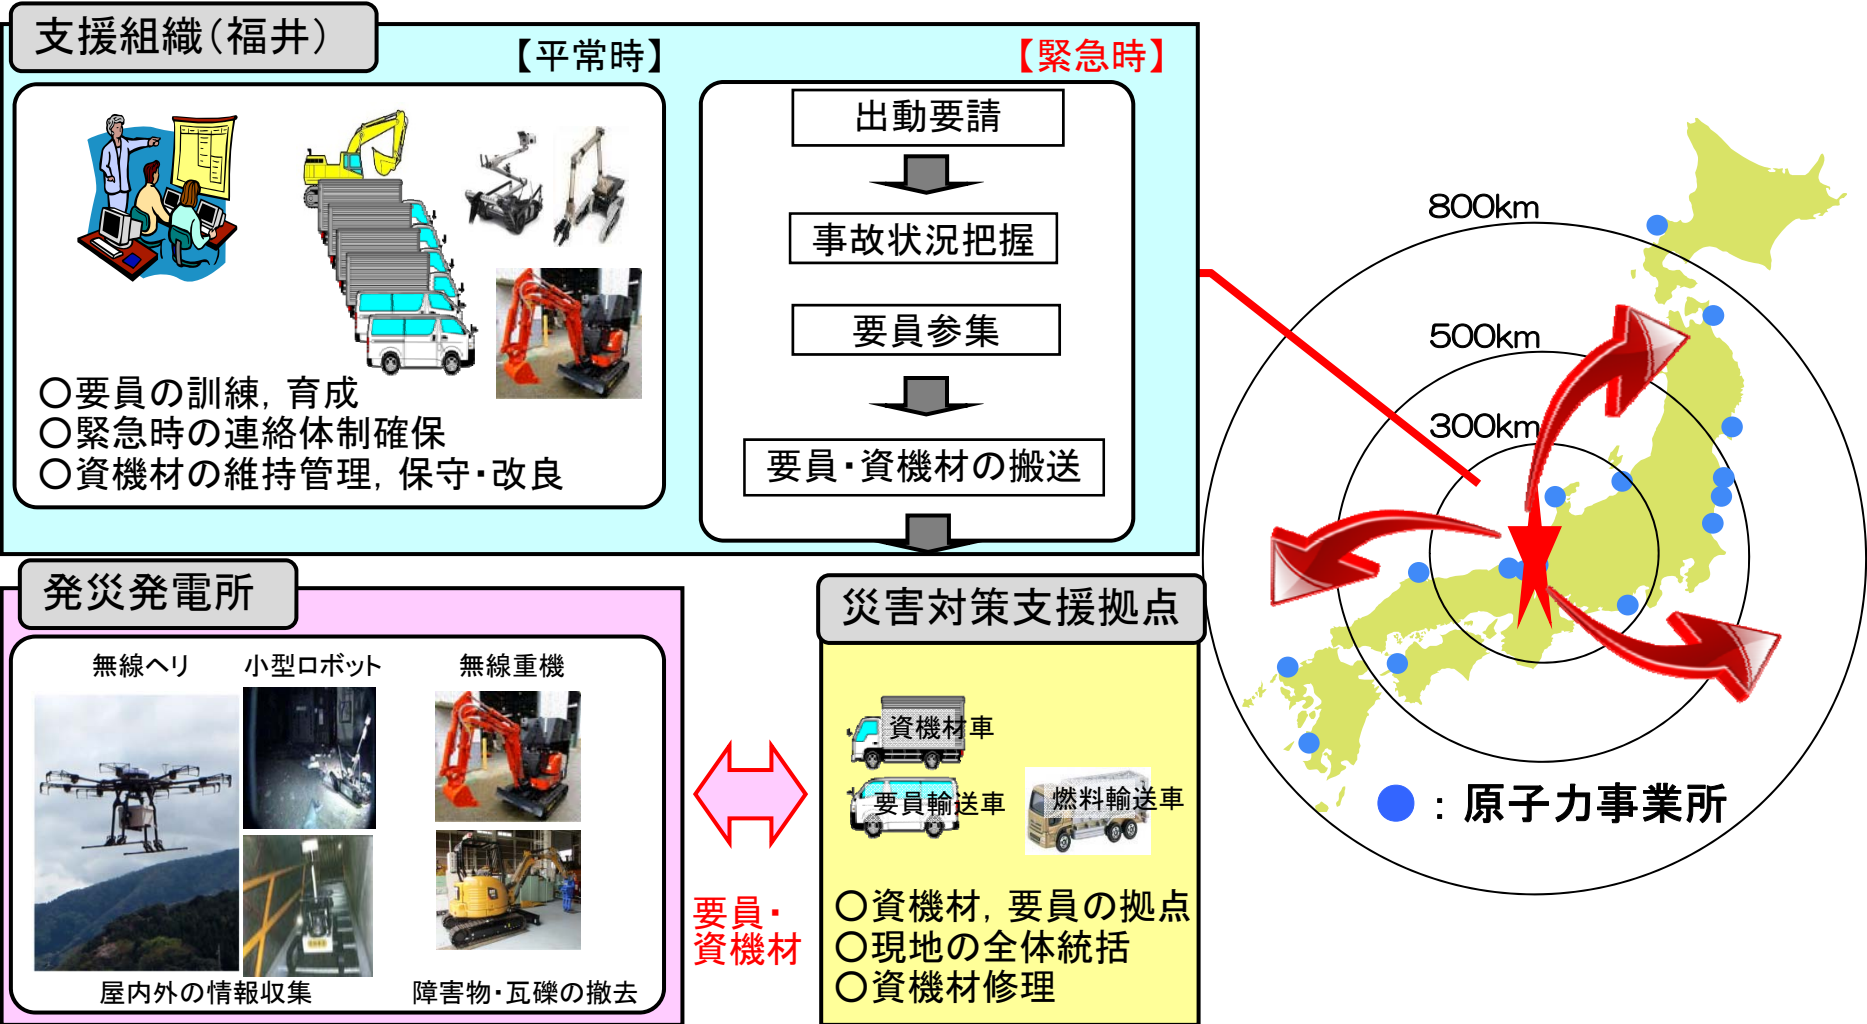 支援組織(福井)
【平常時】
【緊急時】
○要員の訓練，育成
○緊急時の連絡体制確保
○資機材の維持管理，保守・改良
出動要請
事故状況把握
要員参集
要員・資機材の搬送
800km
500km
300km
●：原子力事業所
発災発電所
無線ヘリ
小型ロボット
無線重機
屋内外の情報収集
障害物・瓦礫の撤去
要員・
資機材
災害対策支援拠点
資機材車
要員輸送車
燃料輸送車
○資機材，要員の拠点
○現地の全体統括
○資機材修理